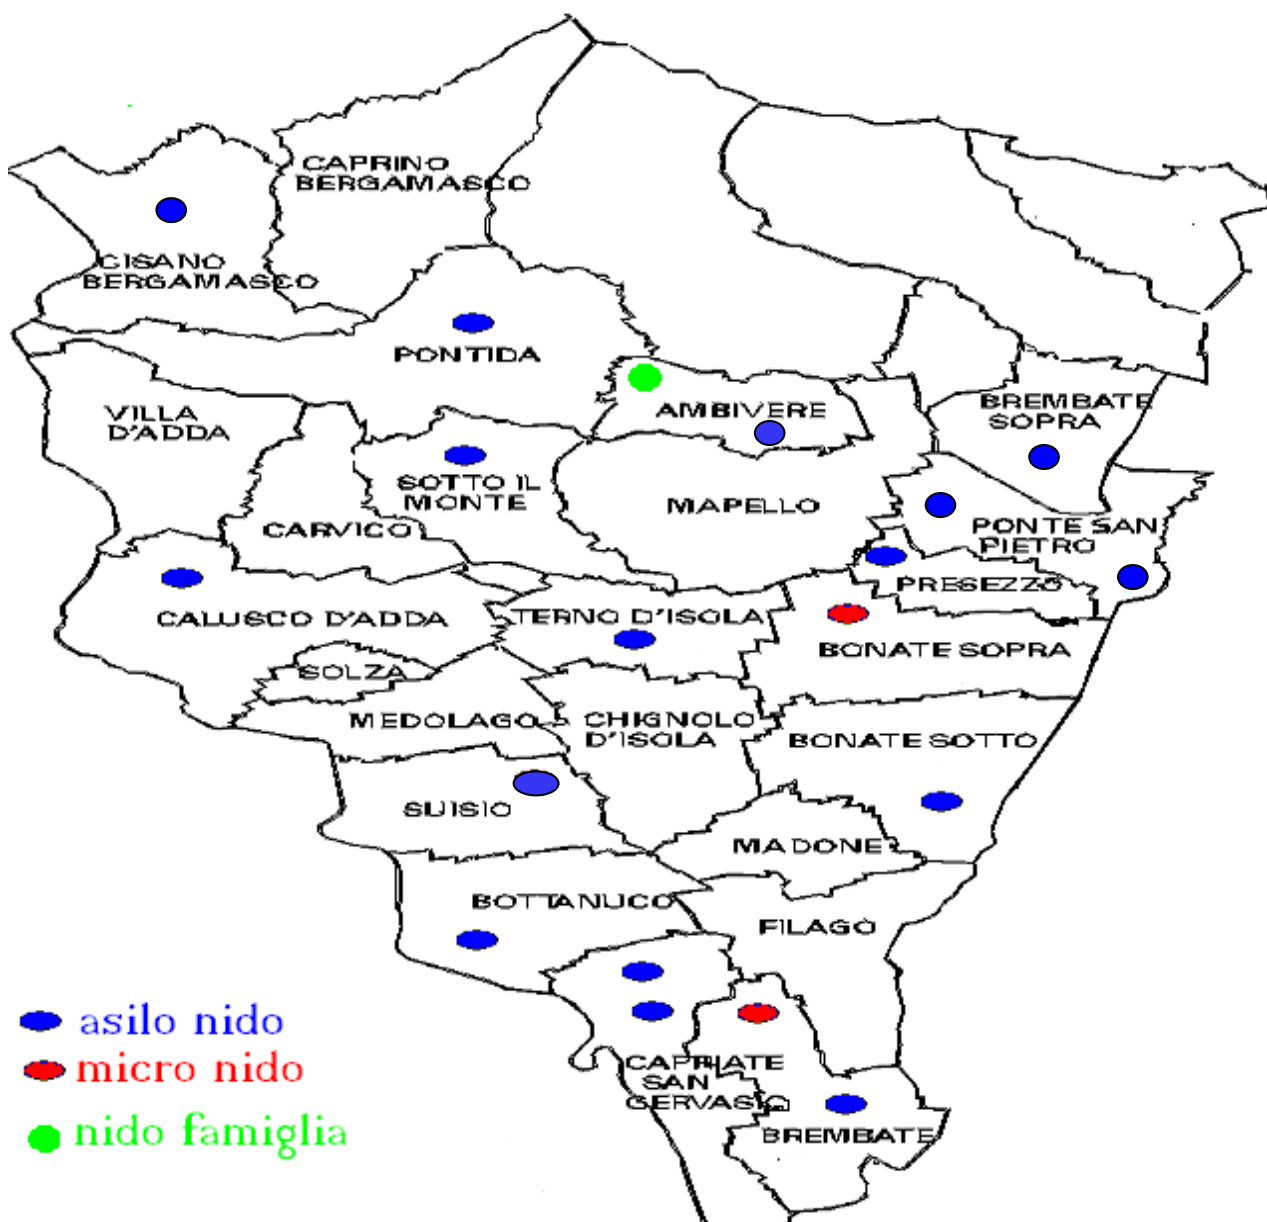 CAPRINO
BERGAMASCO
CISANO
BERGAMASCO
PONTIDA
VILLA
D'ADDA
AMBIVERE
BREMBATE
SOPRA
SOTTO IL
MONTE
CARVICO
MAPELLO
PONTE SAN
PIETRO
PRESEZZO
CALUSCO D'ADDA
TERNO D'ISOLA
BONATE SOPRA
SOLZA
MEDOLAGO
CHIGNOLO
D'ISOLA
BONATE SOTTO
SUISIO
MADONE
BOTTANUCO
FILAGO
CAPRIATE
SAN
GERVASIO
BREMBATE
asilo nido
micro nido
nido famiglia